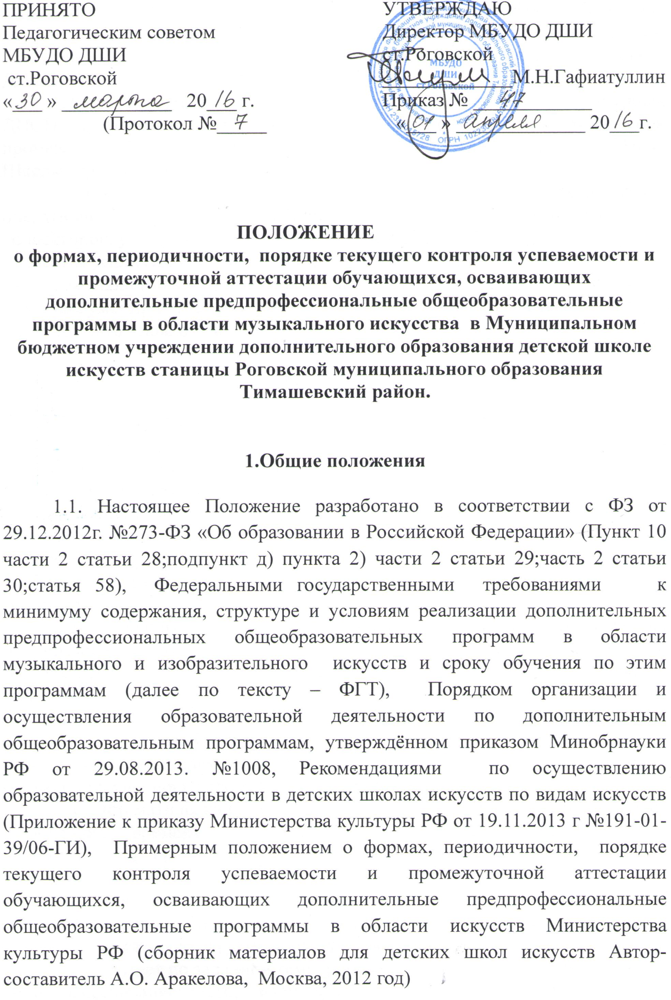 ПРИНЯТО
Педагогическим советом
МБУДО ДШИ
ст.Роговской
«30» марта 2016 г.
(Протокол № 7
УТВЕРЖДАЮ
Директор МБУДО ДШИ
ст.Роговской
М.Н.Гафиатуллин
Приказ № 47
«01» апреля 2016 г.
МБУДО
ДШИ
ст.Роговской
ПОЛОЖЕНИЕ
о формах, периодичности, порядке текущего контроля успеваемости и
промежуточной аттестации обучающихся, осваивающих
дополнительные предпрофессиональные общеобразовательные
программы в области музыкального искусства в Муниципальном
бюджетном учреждении дополнительного образования детской школе
искусств станицы Роговской муниципального образования
Тимашевский район.
1.Общие положения
1.1. Настоящее Положение разработано в соответствии с ФЗ от
29.12.2012г. №273-ФЗ «Об образовании в Российской Федерации» (Пункт 10
части 2 статьи 28;подпункт д) пункта 2) части 2 статьи 29;часть 2 статьи
30;статья 58), Федеральными государственными требованиями к
минимуму содержания, структуре и условиям реализации дополнительных
предпрофессиональных общеобразовательных программ в области
музыкального и изобразительного искусств и сроку обучения по этим
программам (далее по тексту – ФГТ), Порядком организации и
осуществления образовательной деятельности по дополнительным
общеобразовательным программам, утверждённом приказом Минобрнауки
РФ от 29.08.2013. №1008, Рекомендациями по осуществлению
образовательной деятельности в детских школах искусств по видам искусств
(Приложение к приказу Министерства культуры РФ от 19.11.2013 г №191-01-
39/06-ГИ), Примерным положением о формах, периодичности, порядке
текущего контроля успеваемости и промежуточной аттестации
обучающихся, осваивающих дополнительные предпрофессиональные
общеобразовательные программы в области искусств Министерства
культуры РФ (сборник материалов для детских школ искусств Автор-
составитель А.О. Аракелова, Москва, 2012 год)